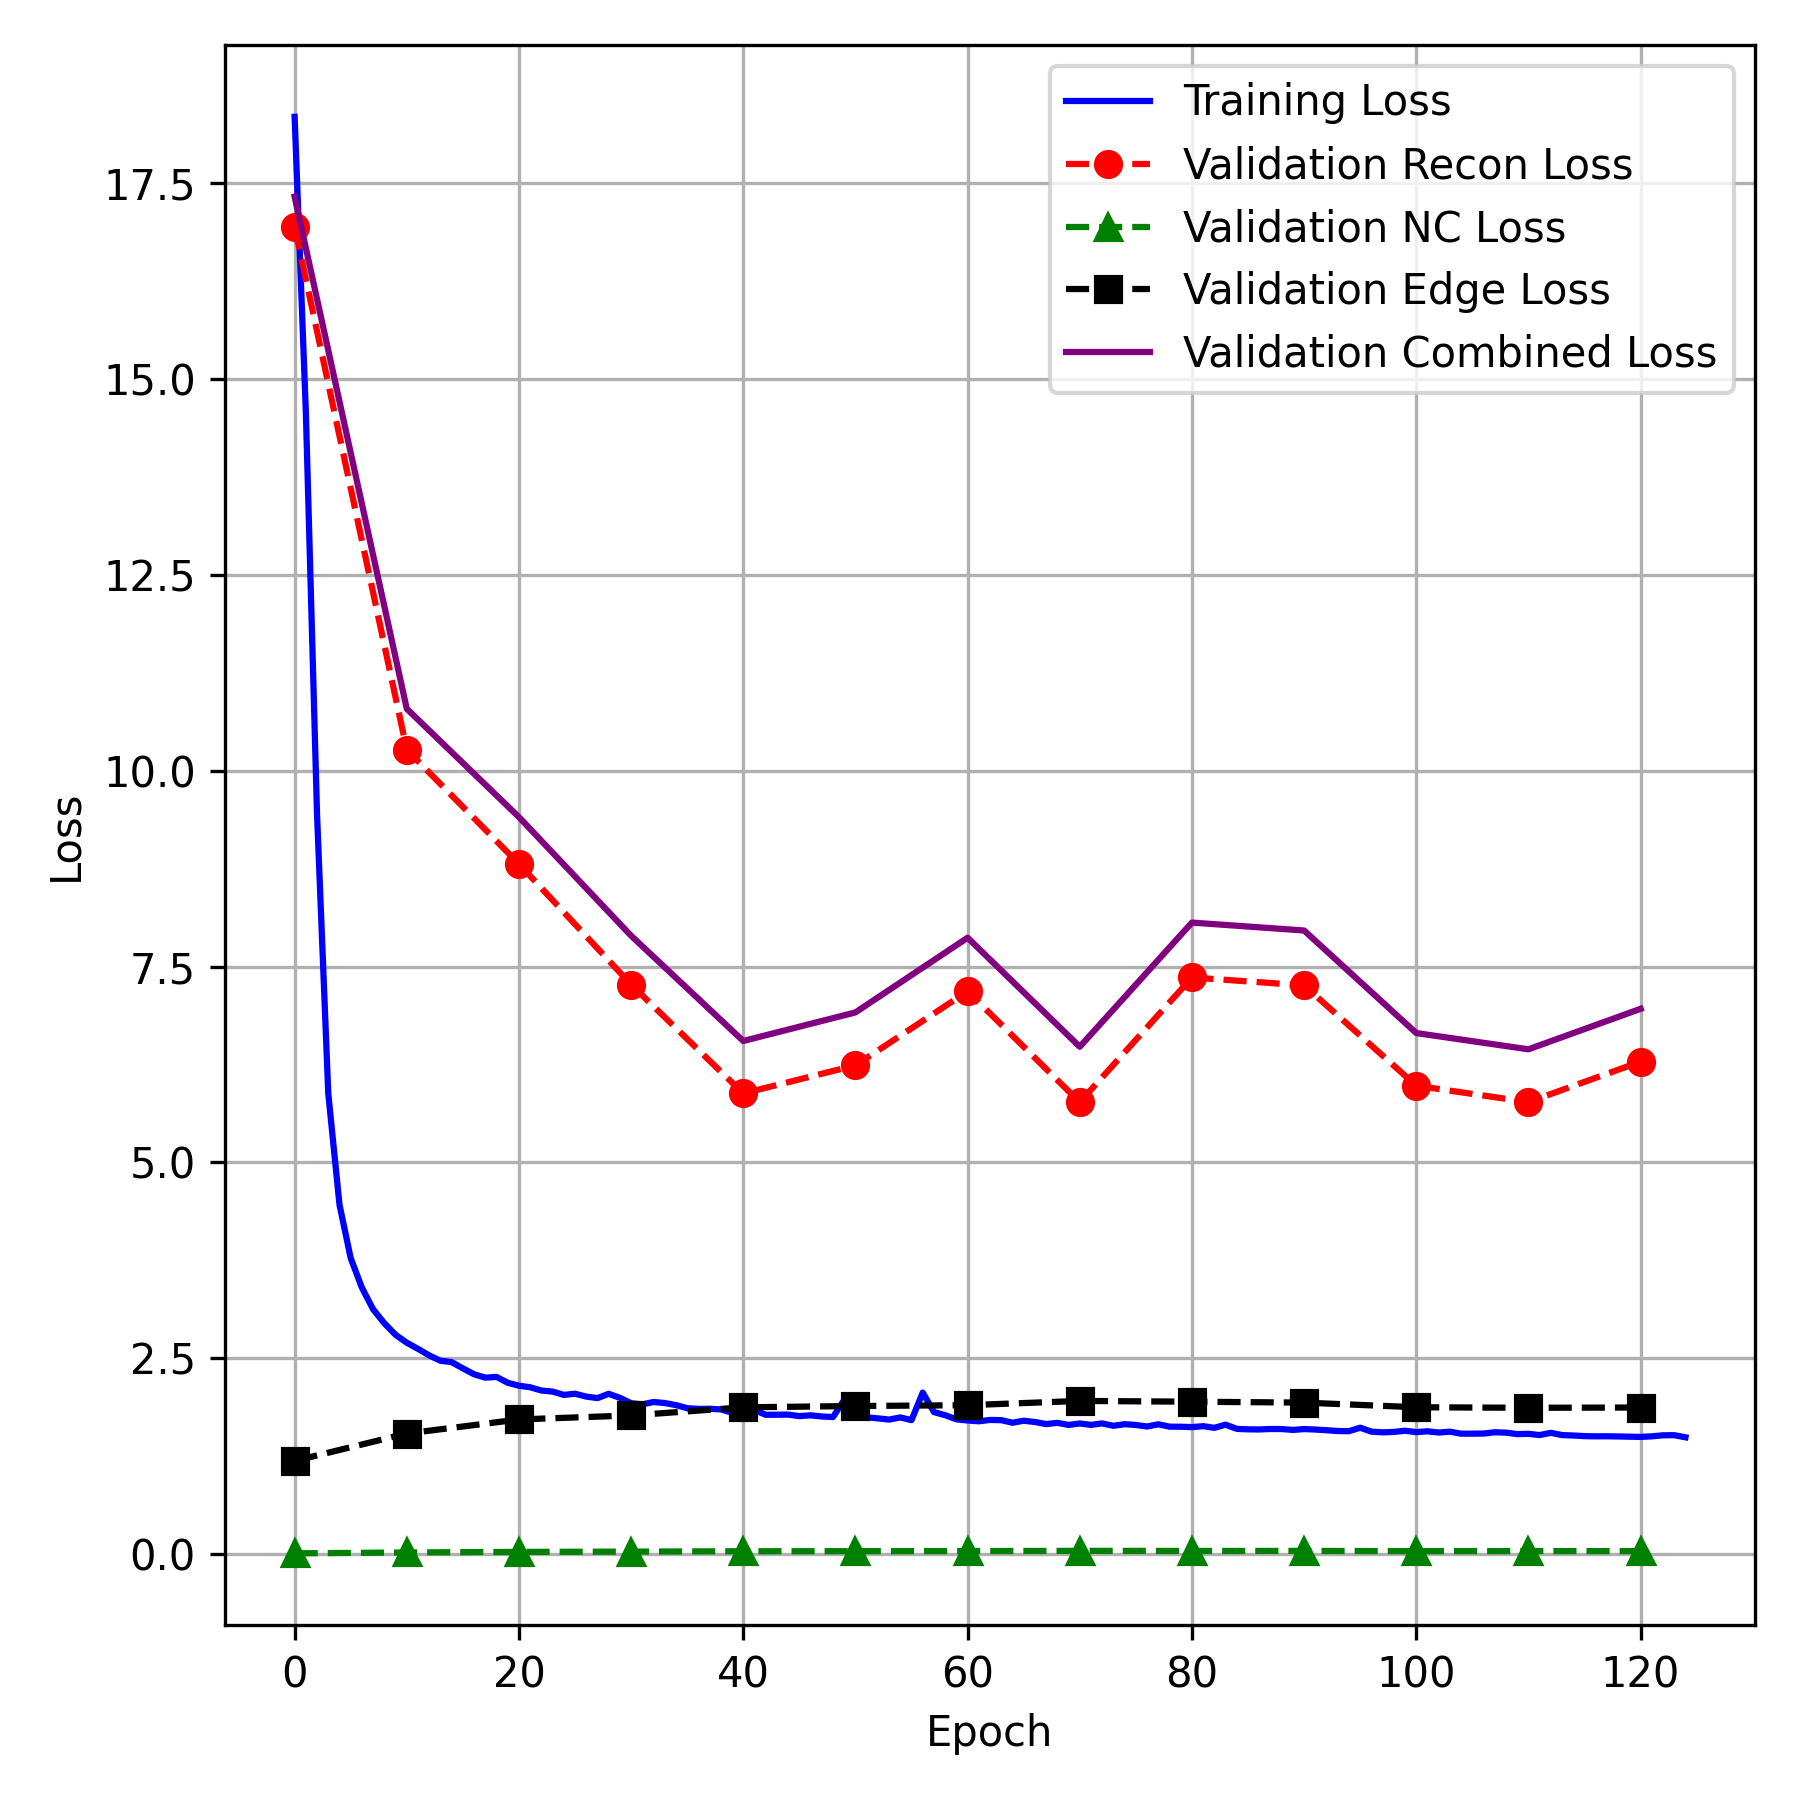 Training Loss
Validation Recon Loss
Validation NC Loss
Validation Edge Loss
Validation Combined Loss
17.5
15.0
12.5
10.0
7.5
5.0
2.5
0.0
Loss
0 20 40 60 80 100 120
Epoch